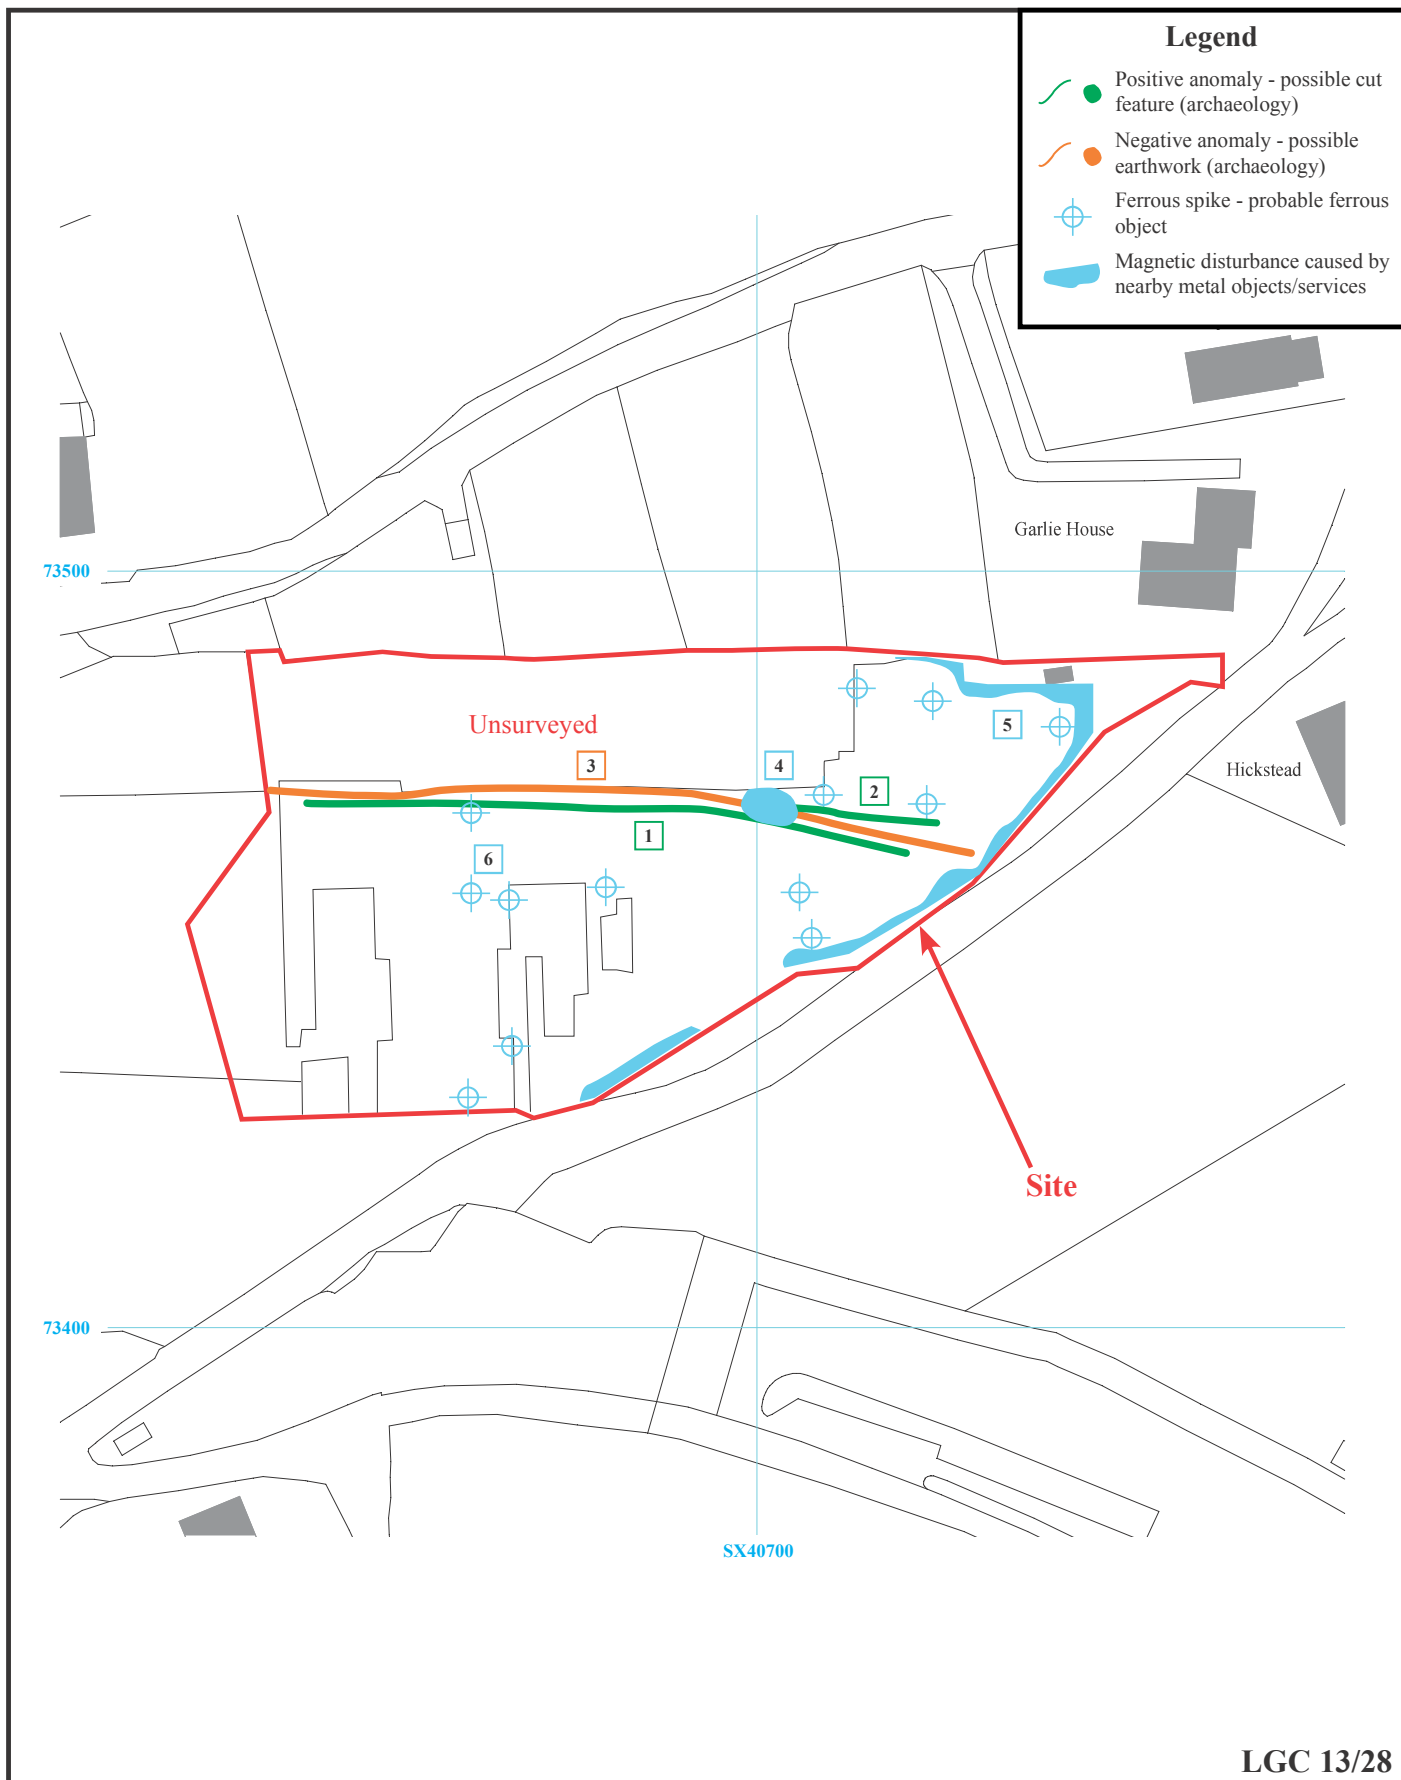 Legend
Positive anomaly - possible cut
feature (archaeology)
Negative anomaly - possible
earthwork (archaeology)
Ferrous spike - probable ferrous
object
Magnetic disturbance caused by
nearby metal objects/services
Garlie House
73500
Unsurveyed
5
3
4
Hickstead
2
1
6
Site
73400
SX40700
LGC 13/28